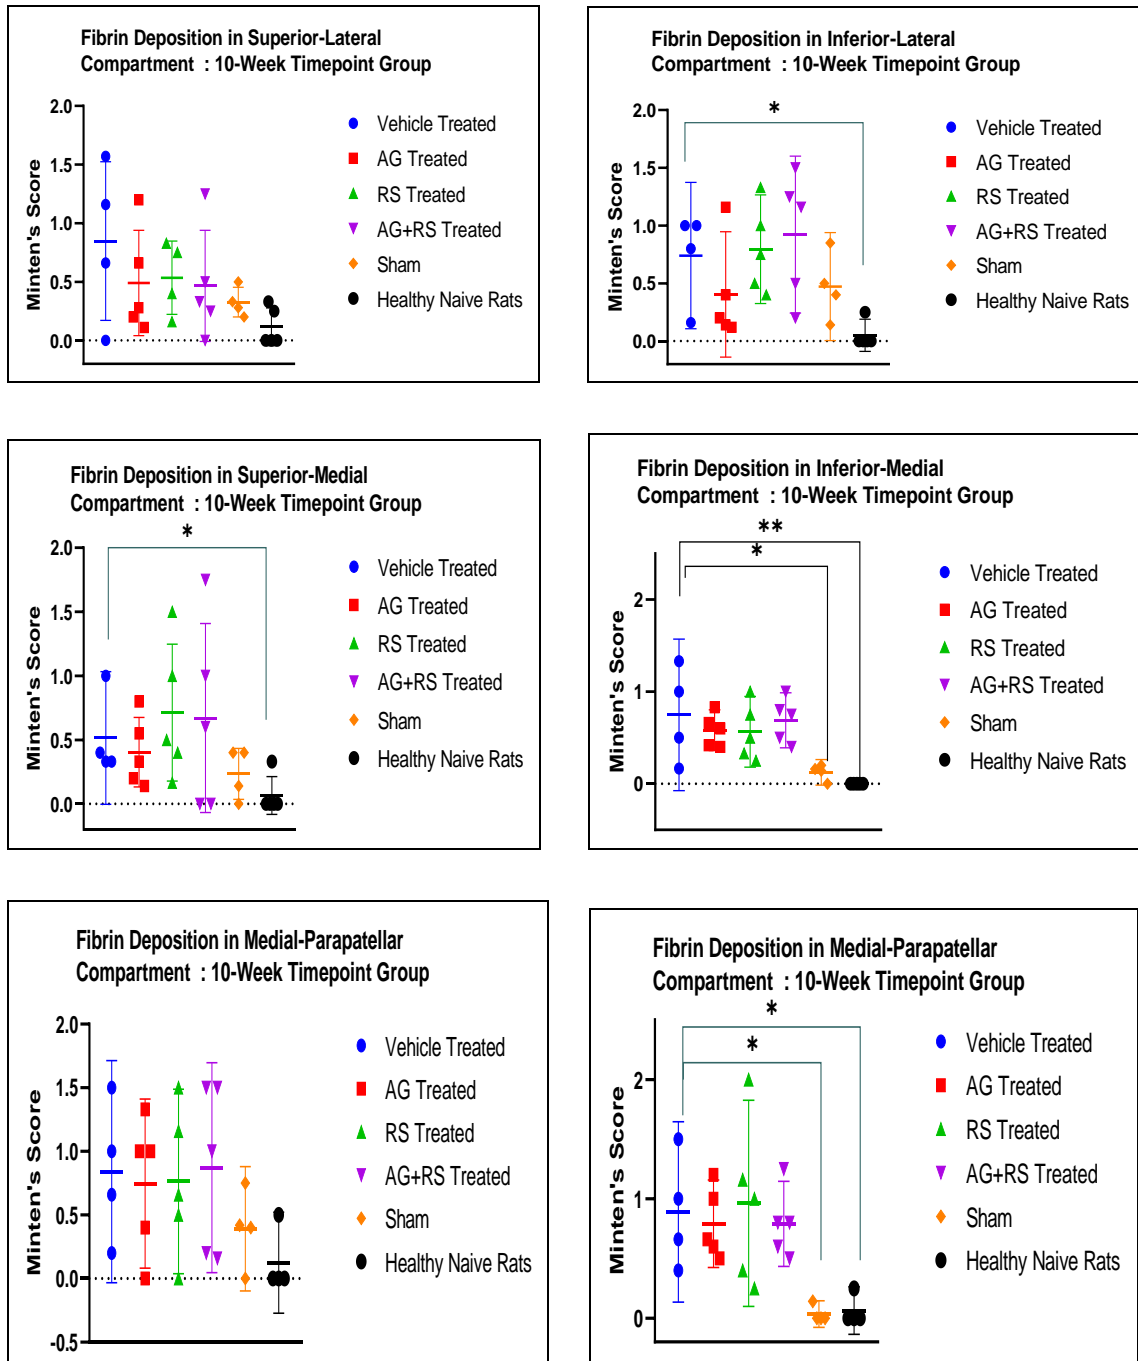 Fibrin Deposition in Superior-Lateral
Compartment : 10-Week Timepoint Group
Minten's Score
2.0
1.5
1.0
0.5
0.0
Vehicle Treated
AG Treated
RS Treated
AG+RS Treated
Sham
Healthy Naive Rats
Fibrin Deposition in Inferior-Lateral
Compartment : 10-Week Timepoint Group
*
Minten's Score
2.0
1.5
1.0
0.5
0.0
Vehicle Treated
AG Treated
RS Treated
AG+RS Treated
Sham
Healthy Naive Rats
Fibrin Deposition in Superior-Medial
Compartment : 10-Week Timepoint Group
*
Minten's Score
2.0
1.5
1.0
0.5
0.0
Vehicle Treated
AG Treated
RS Treated
AG+RS Treated
Sham
Healthy Naive Rats
Fibrin Deposition in Inferior-Medial
Compartment : 10-Week Timepoint Group
**
*
Minten's Score
2
1
0
Vehicle Treated
AG Treated
RS Treated
AG+RS Treated
Sham
Healthy Naive Rats
Fibrin Deposition in Medial-Parapatellar
Compartment : 10-Week Timepoint Group
Minten's Score
2.0
1.5
1.0
0.5
0.0
-0.5
Vehicle Treated
AG Treated
RS Treated
AG+RS Treated
Sham
Healthy Naive Rats
Fibrin Deposition in Medial-Parapatellar
Compartment : 10-Week Timepoint Group
*
*
Minten's Score
2
1
0
Vehicle Treated
AG Treated
RS Treated
AG+RS Treated
Sham
Healthy Naive Rats